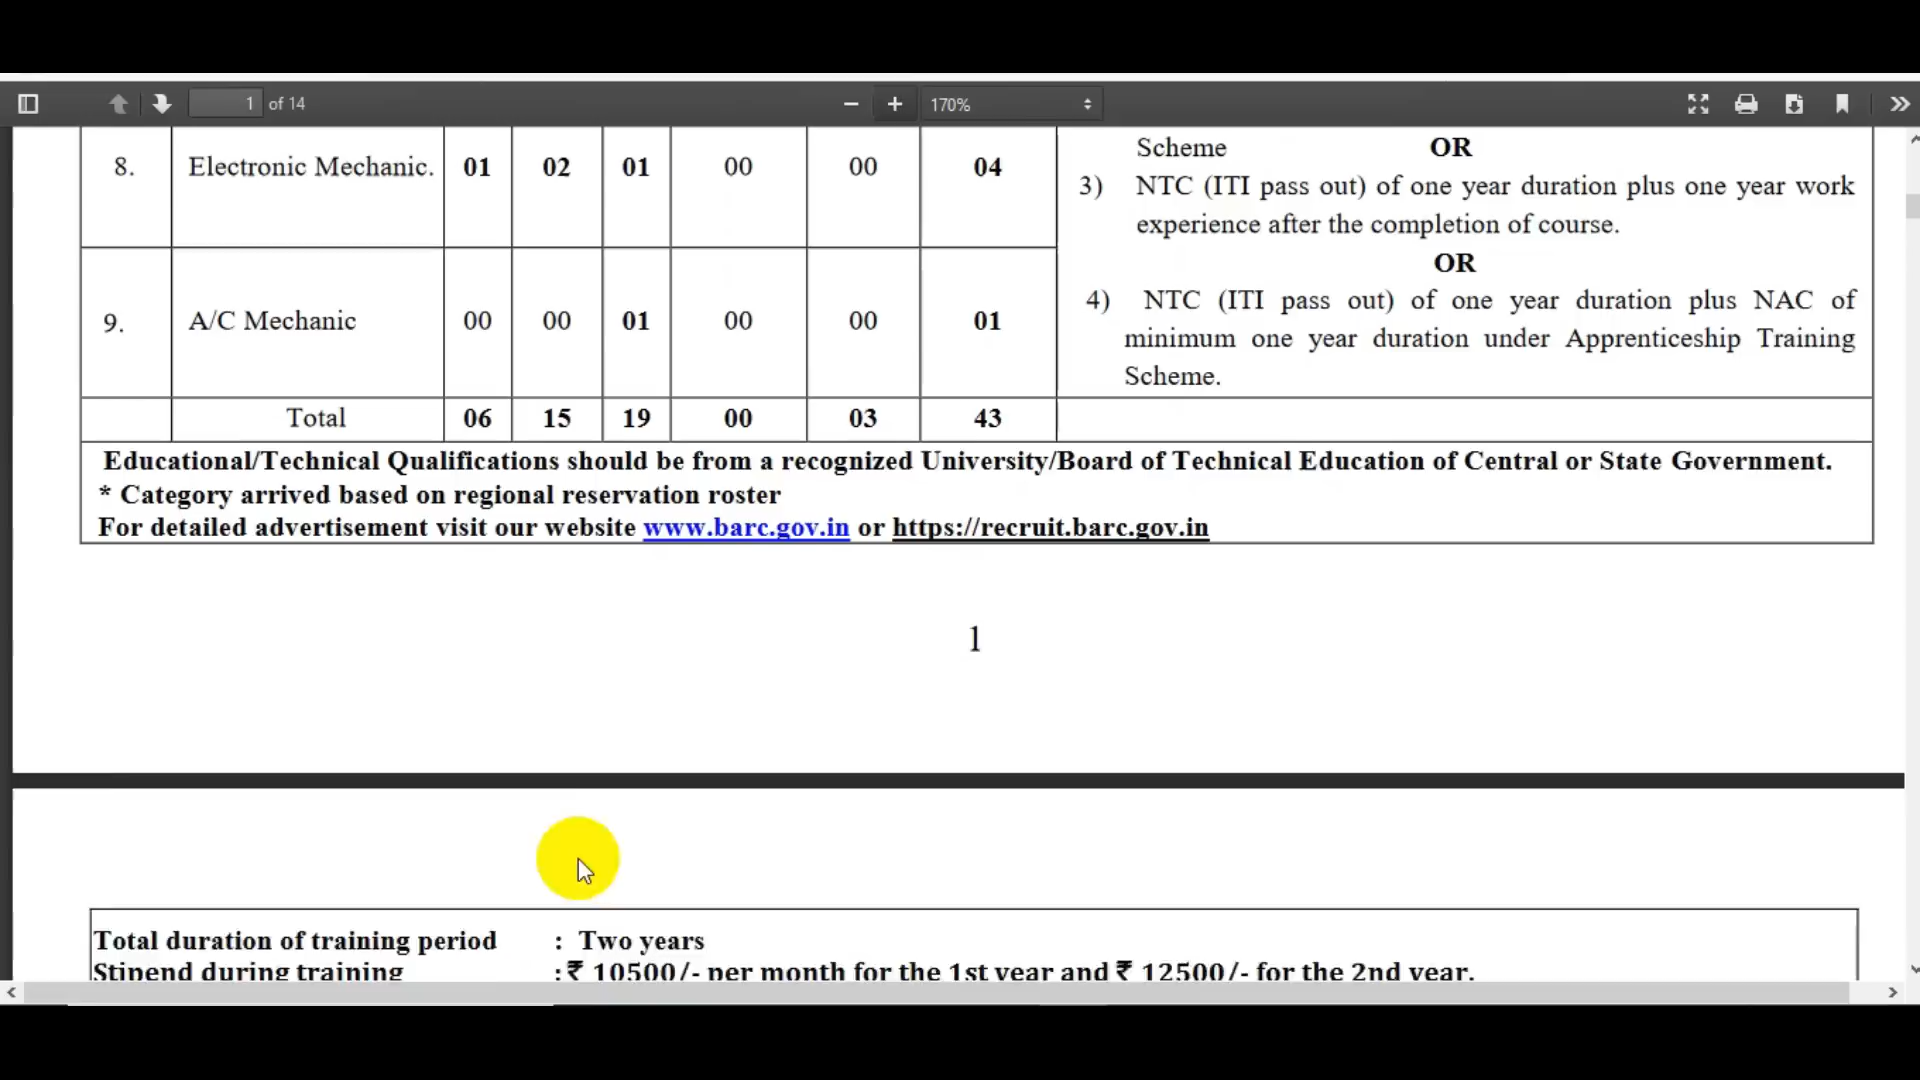 1 of 14
170%
Scheme OR
8. Electronic Mechanic. 01 02 01 00 00 04
3) NTC (ITI pass out) of one year duration plus one year work
experience after the completion of course.
OR
4) NTC (ITI pass out) of one year duration plus NAC of
9. A/C Mechanic 00 00 01 00 00 01
minimum one year duration under Apprenticeship Training
Scheme.
Total 06 15 19 00 03 43
Educational/Technical Qualifications should be from a recognized University/Board of Technical Education of Central or State Government.
* Category arrived based on regional reservation roster
For detailed advertisement visit our website www.barc.gov.in or https://recruit.barc.gov.in
1
Total duration of training period : Two years
Stipend during training : ₹ 10500/- per month for the 1st year and ₹ 12500/- for the 2nd year.